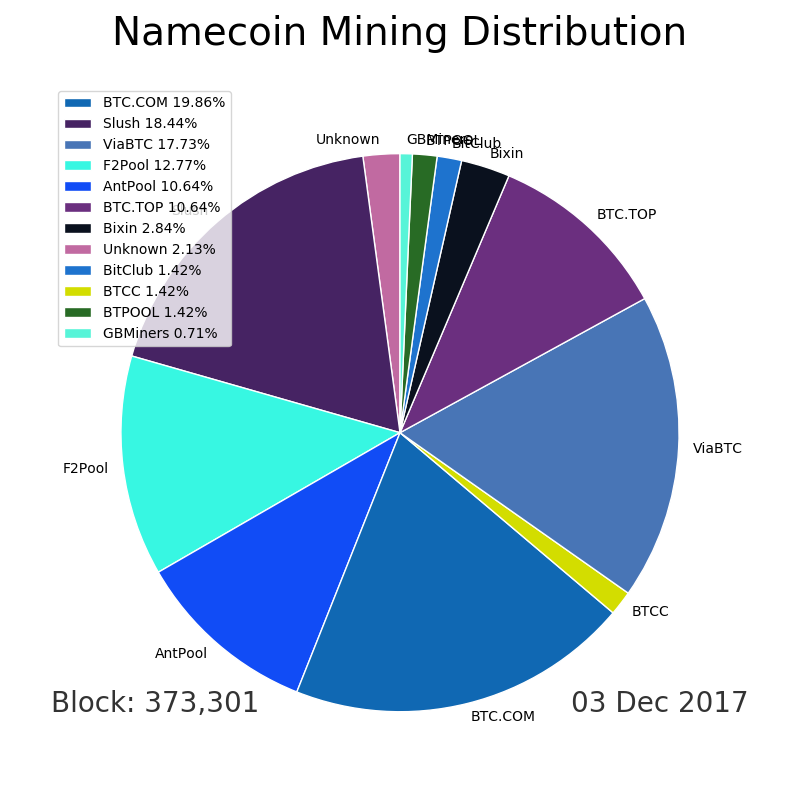 Namecoin Mining Distribution
BTC.COM 19.86%
Slush 18.44%
ViaBTC 17.73%
F2Pool 12.77%
AntPool 10.64%
BTC.TOP 10.64%
Bixin 2.84%
Unknown 2.13%
BitClub 1.42%
BTCC 1.42%
BTPOOL 1.42%
GBMiners 0.71%
Unknown
GBMiners
BTPOOL
BitClub
Bixin
BTC.TOP
Slush
ViaBTC
F2Pool
BTCC
AntPool
BTC.COM
Block: 373,301
03 Dec 2017